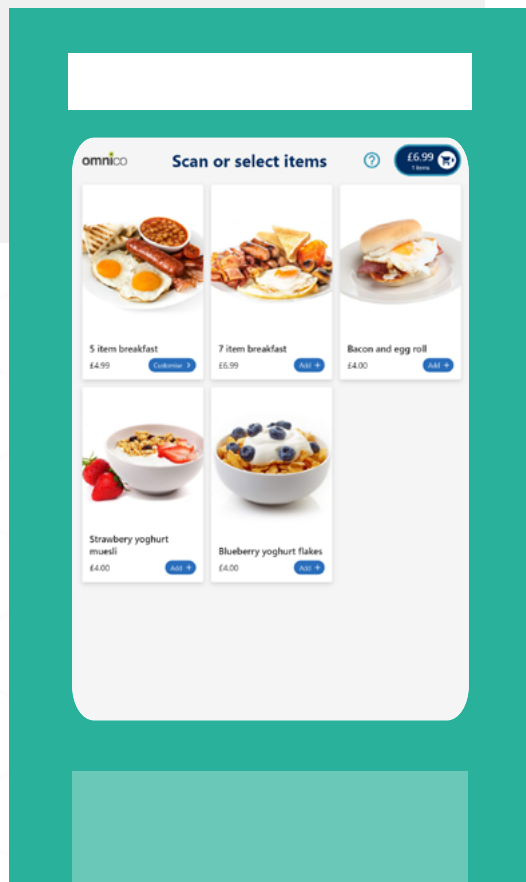 omnico
Scan or select items
?
£6.99
1 items
5 item breakfast
£4.99
Customise >
7 item breakfast
£6.99
Add +
Bacon and egg roll
£4.00
Add +
Strawbery yoghurt
muesli
£4.00
Add +
Blueberry yoghurt flakes
£4.00
Add +